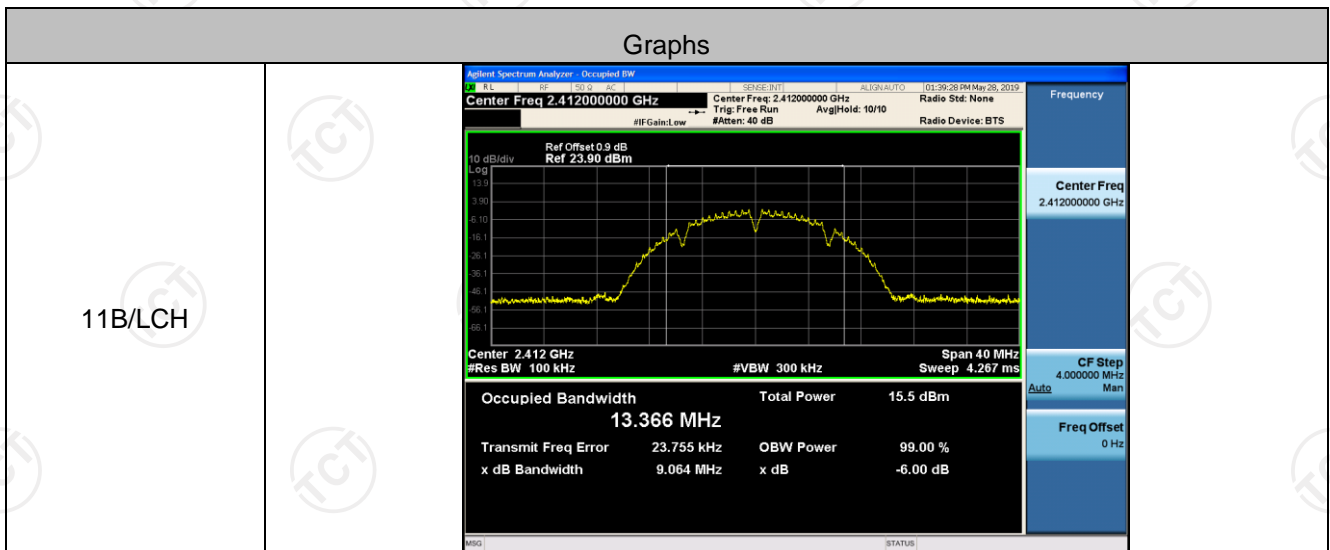 Graphs
11B/LCH
Agilent Spectrum Analyzer - Occupied BW
RL RF 50 Ω AC SENSE:INT ALIGNAUTO 01:39:28 PM May 28, 2019
Center Freq 2.412000000 GHz
Center Freq: 2.412000000 GHz
Radio Std: None
Trig: Free Run Avg|Hold: 10/10
#IFGain:Low
#Atten: 40 dB
Radio Device: BTS
Ref Offset 0.9 dB
10 dB/div Ref 23.90 dBm
Log
13.9
3.90
-6.10
-16.1
-26.1
-36.1
-46.1
-56.1
-66.1
Center 2.412 GHz Span 40 MHz
#Res BW 100 kHz #VBW 300 kHz Sweep 4.267 ms
Occupied Bandwidth Total Power 15.5 dBm
13.366 MHz
Transmit Freq Error 23.755 kHz OBW Power 99.00 %
x dB Bandwidth 9.064 MHz x dB -6.00 dB
MSG STATUS
Frequency
Center Freq
2.412000000 GHz
CF Step
4.000000 MHz
Auto Man
Freq Offset
0 Hz
TCT
TCT
TCT
TCT
TCT
TCT